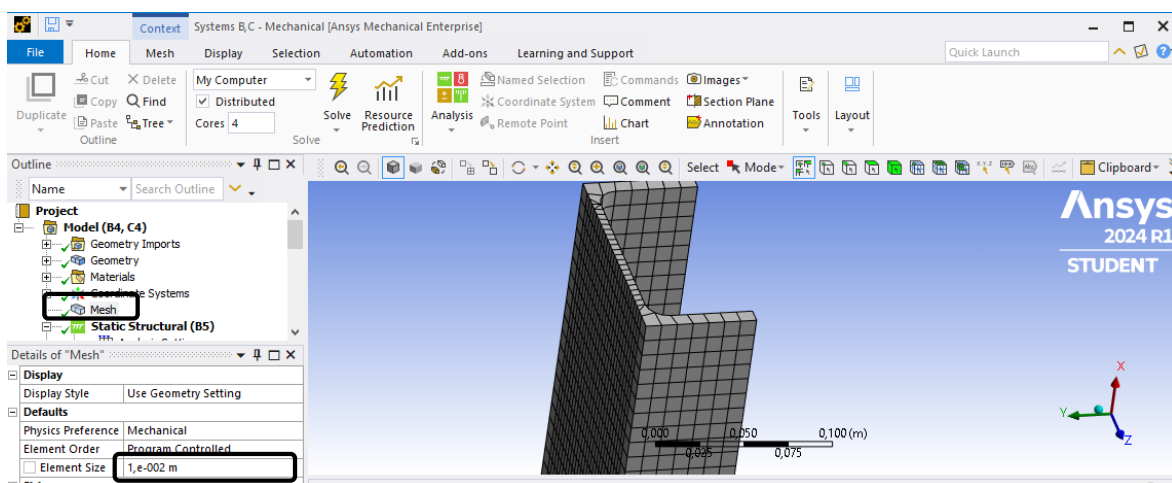 Context Systems B,C - Mechanical [Ansys Mechanical Enterprise]
File Home Mesh Display Selection Automation Add-ons Learning and Support Quick Launch
Duplicate
Cut
Copy
Paste
Delete
Find
Tree
Outline
My Computer
Distributed
Cores 4
Solve
Resource Prediction
Solve
Analysis
Named Selection
Coordinate System
Remote Point
Commands
Comment
Chart
Images
Section Plane
Annotation
Insert
Tools
Layout
Outline
Name Search Outline
Select Mode Clipboard
Project
Model (B4, C4)
Geometry Imports
Geometry
Materials
Coordinate Systems
Mesh
Static Structural (B5)
Details of "Mesh"
Display
Display Style Use Geometry Setting
Defaults
Physics Preference Mechanical
Element Order Program Controlled
Element Size 1,e-002 m
Ansys
2024 R1
STUDENT
0,000 0,050 0,100 (m)
0,025 0,075
X
Y
Z